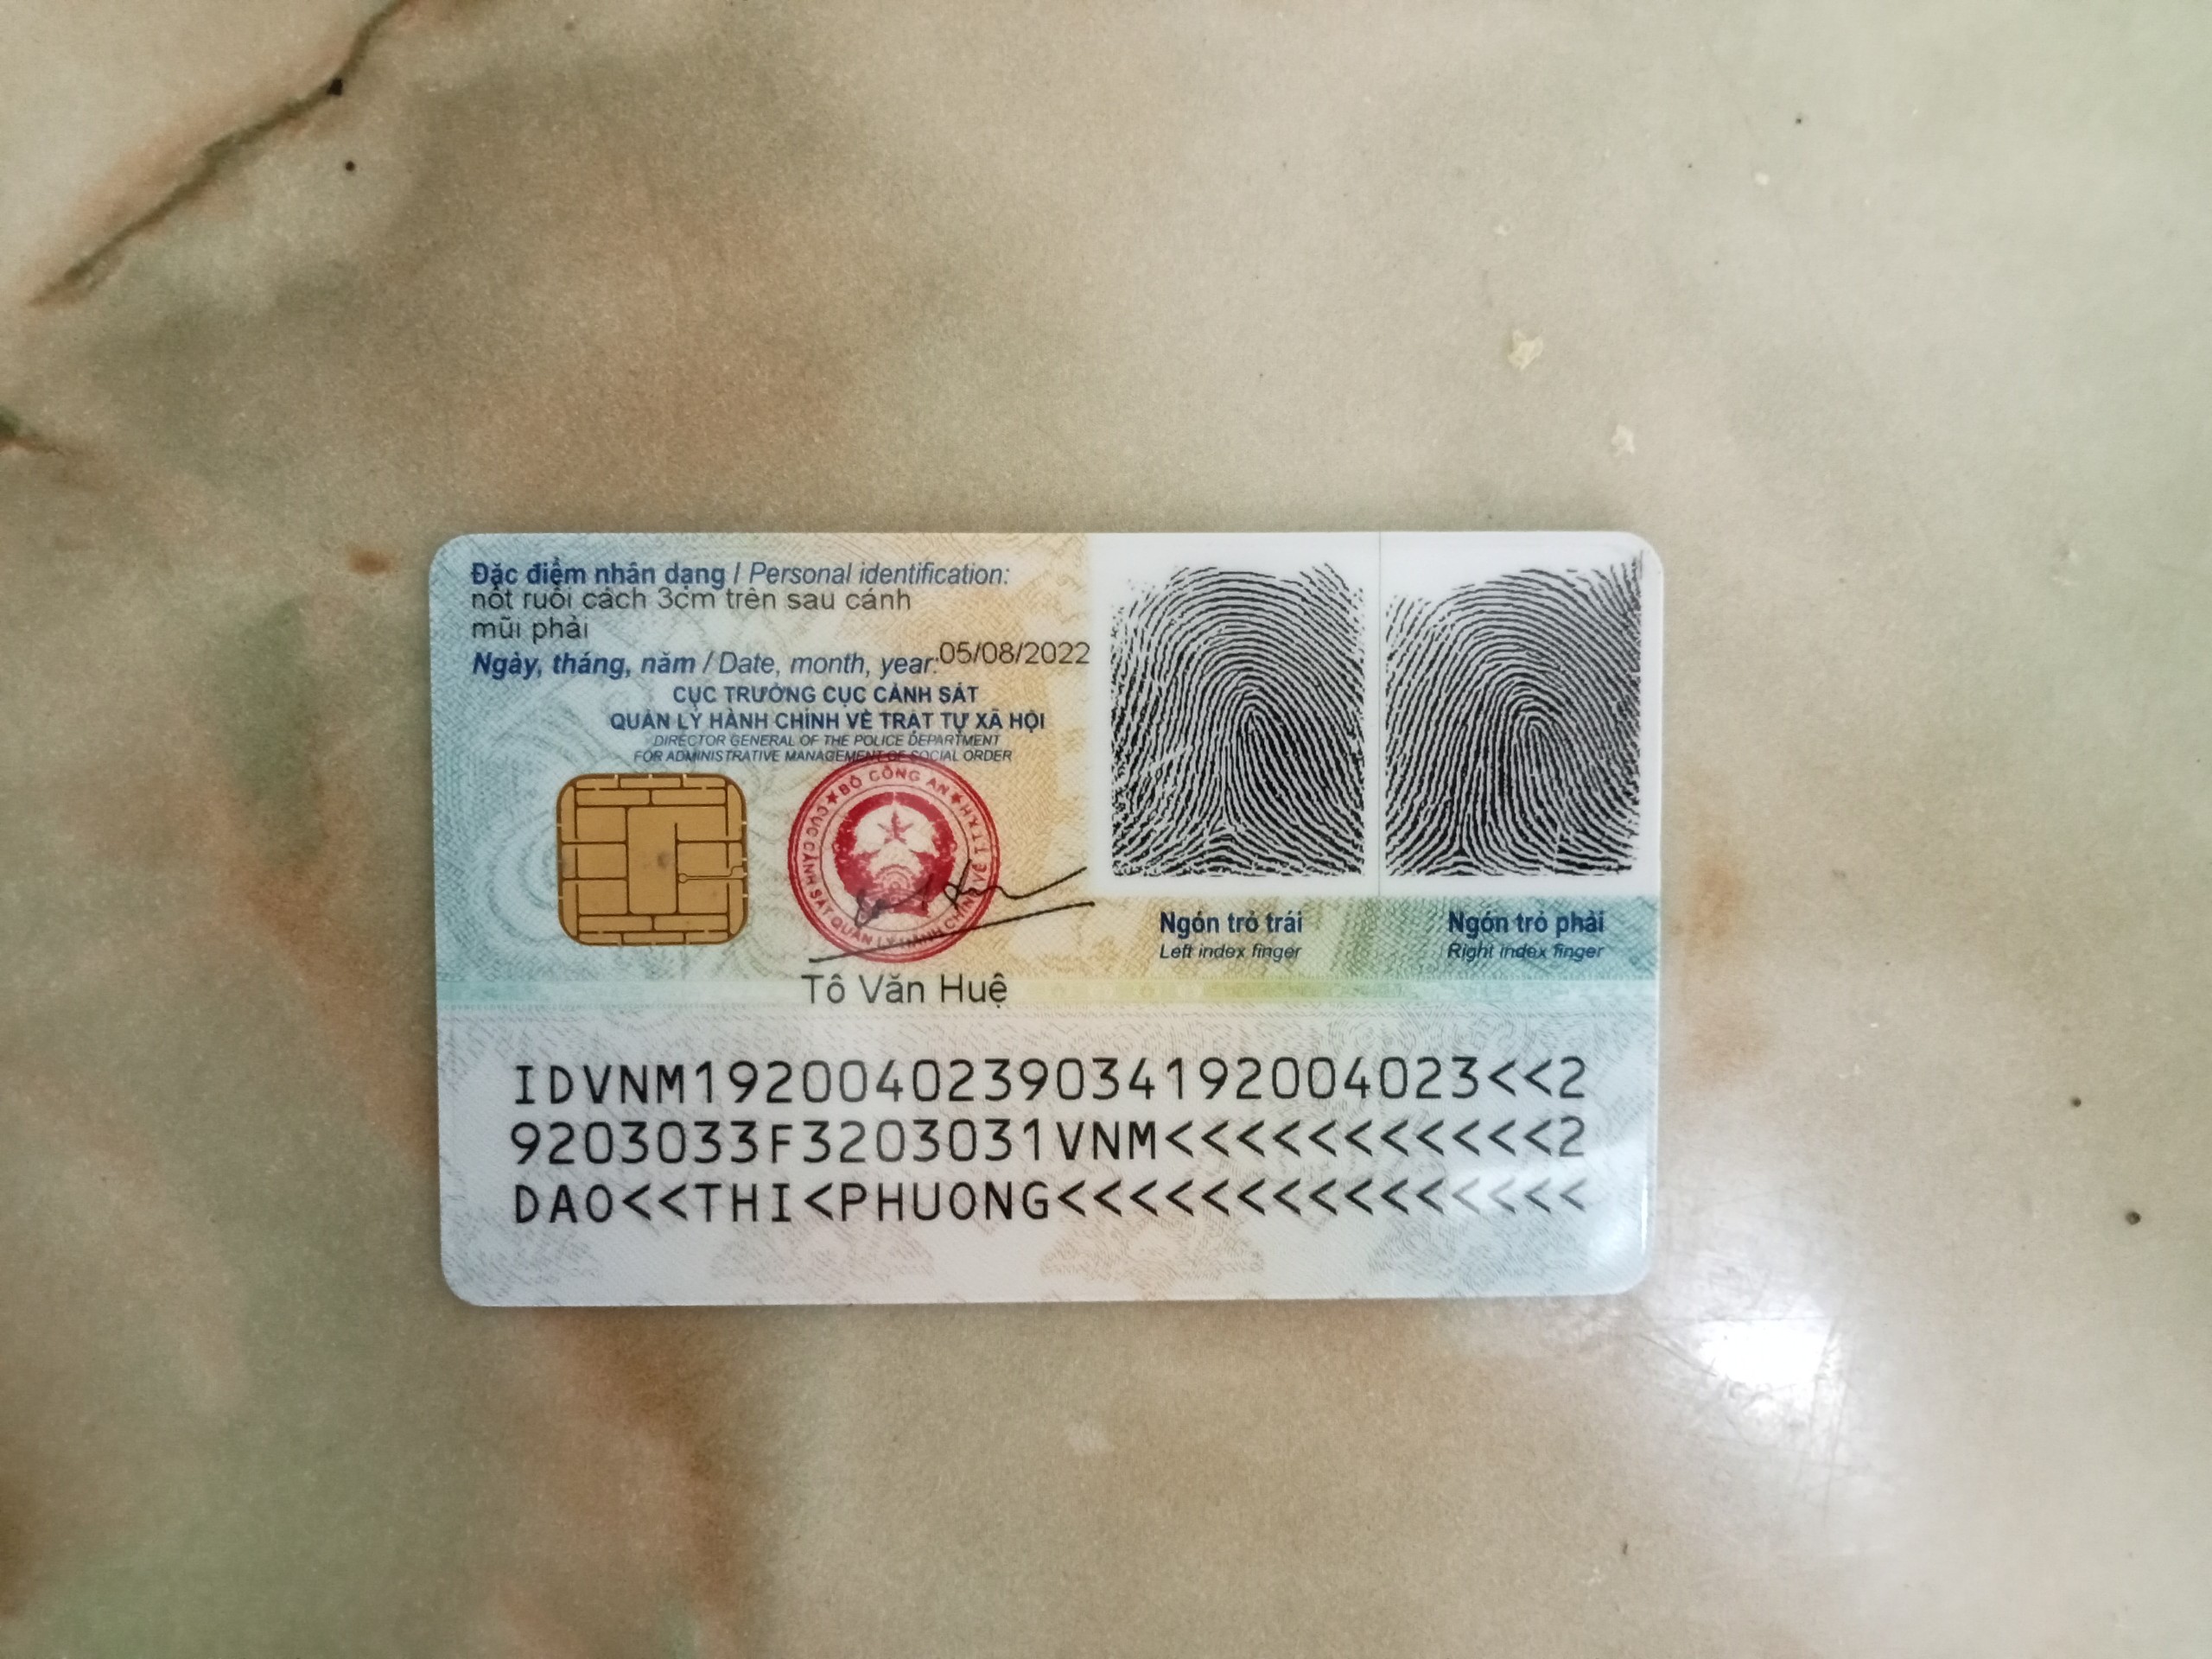 Đặc điểm nhân dạng / Personal identification:
nốt ruồi cách 3cm trên sau cánh
mũi phải
Ngày, tháng, năm / Date, month, year: 05/08/2022
CỤC TRƯỞNG CỤC CẢNH SÁT
QUẢN LÝ HÀNH CHÍNH VỀ TRẬT TỰ XÃ HỘI
DIRECTOR GENERAL OF THE POLICE DEPARTMENT
FOR ADMINISTRATIVE MANAGEMENT OF SOCIAL ORDER
BỘ CÔNG AN
CỤC CẢNH SÁT QUẢN LÝ HÀNH CHÍNH VỀ TTXH
Tô Văn Huệ
Ngón trỏ trái
Left index finger
Ngón trỏ phải
Right index finger
IDVNM1920040239034192004023<<2
9203033F3203031VNM<<<<<<<<<<<2
DAO<<THI<PHUONG<<<<<<<<<<<<<<<